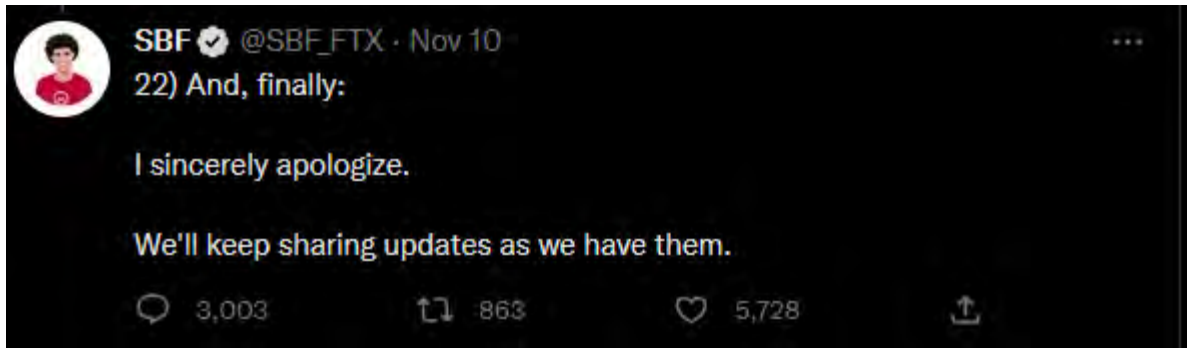 SBF @SBF_FTX · Nov 10
22) And, finally:
I sincerely apologize.
We'll keep sharing updates as we have them.
3,003 863 5,728